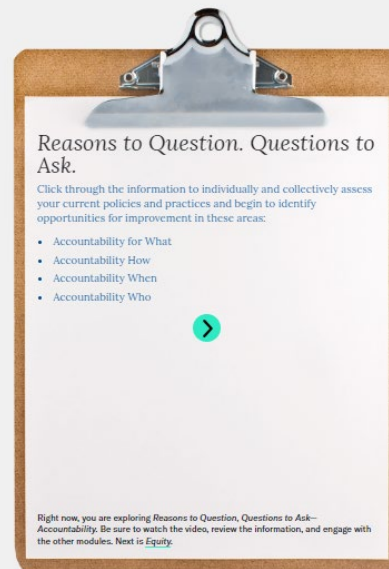 Reasons to Question. Questions to
Ask.
Click through the information to individually and collectively assess
your current policies and practices and begin to identify
opportunities for improvement in these areas:
▪ Accountability for What
▪ Accountability How
▪ Accountability When
▪ Accountability Who
Right now, you are exploring Reasons to Question, Questions to Ask—
Accountability. Be sure to watch the video, review the information, and engage with
the other modules. Next is Equity.